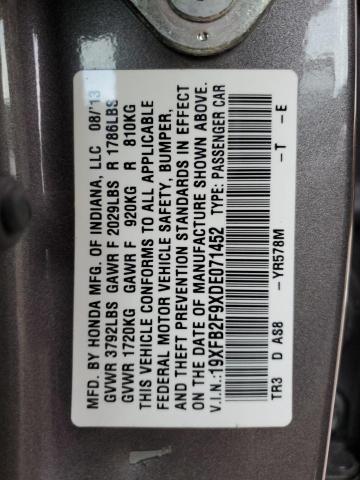 MFD. BY HONDA MFG. OF INDIANA, LLC 08/'13
GVWR 3792LBS GAWR F 2029LBS R 1786LBS
GVWR 1720KG GAWR F 920KG R 810KG
THIS VEHICLE CONFORMS TO ALL APPLICABLE
FEDERAL MOTOR VEHICLE SAFETY, BUMPER,
AND THEFT PREVENTION STANDARDS IN EFFECT
ON THE DATE OF MANUFACTURE SHOWN ABOVE.
V.I.N.: 19XFB2F9XDE071452 TYPE: PASSENGER CAR
TR3 D AS8 -YR578M -T -E